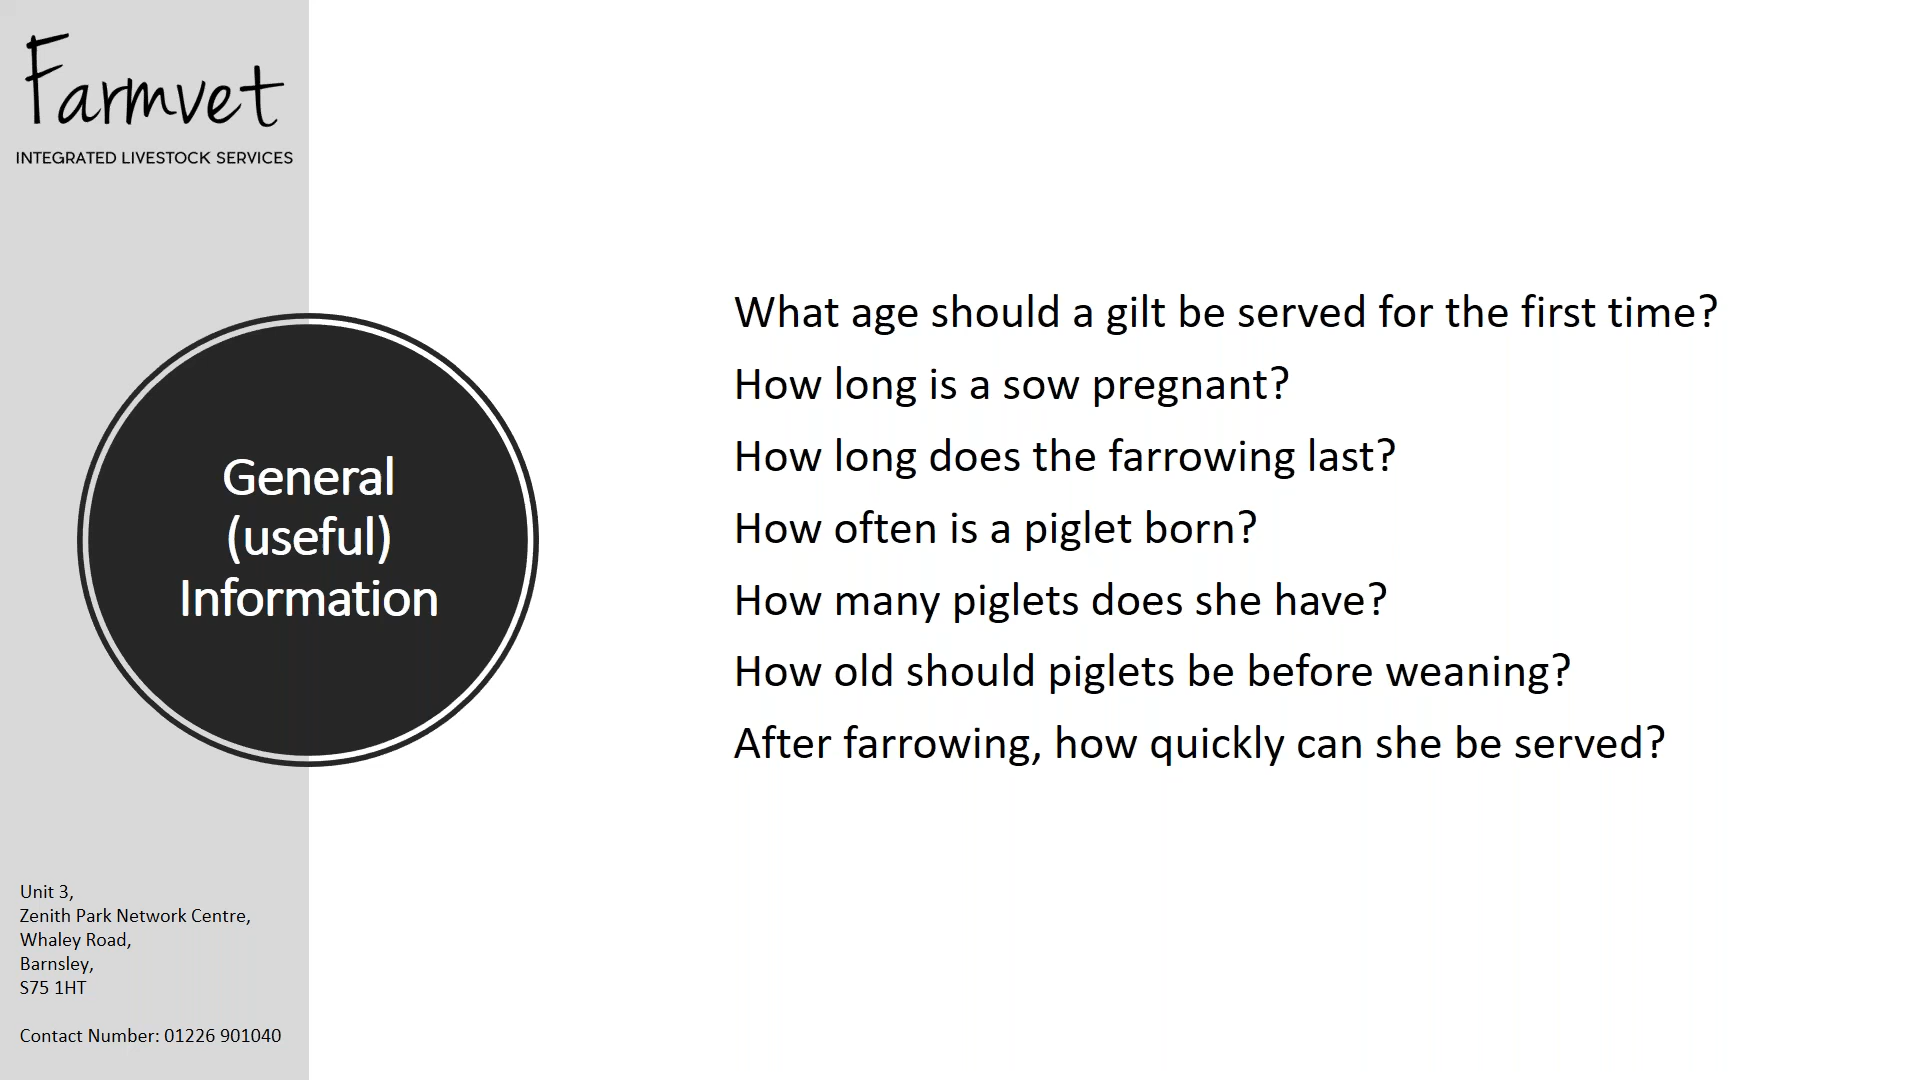 Farmvet
INTEGRATED LIVESTOCK SERVICES
General
(useful)
Information
What age should a gilt be served for the first time?
How long is a sow pregnant?
How long does the farrowing last?
How often is a piglet born?
How many piglets does she have?
How old should piglets be before weaning?
After farrowing, how quickly can she be served?
Unit 3,
Zenith Park Network Centre,
Whaley Road,
Barnsley,
S75 1HT
Contact Number: 01226 901040